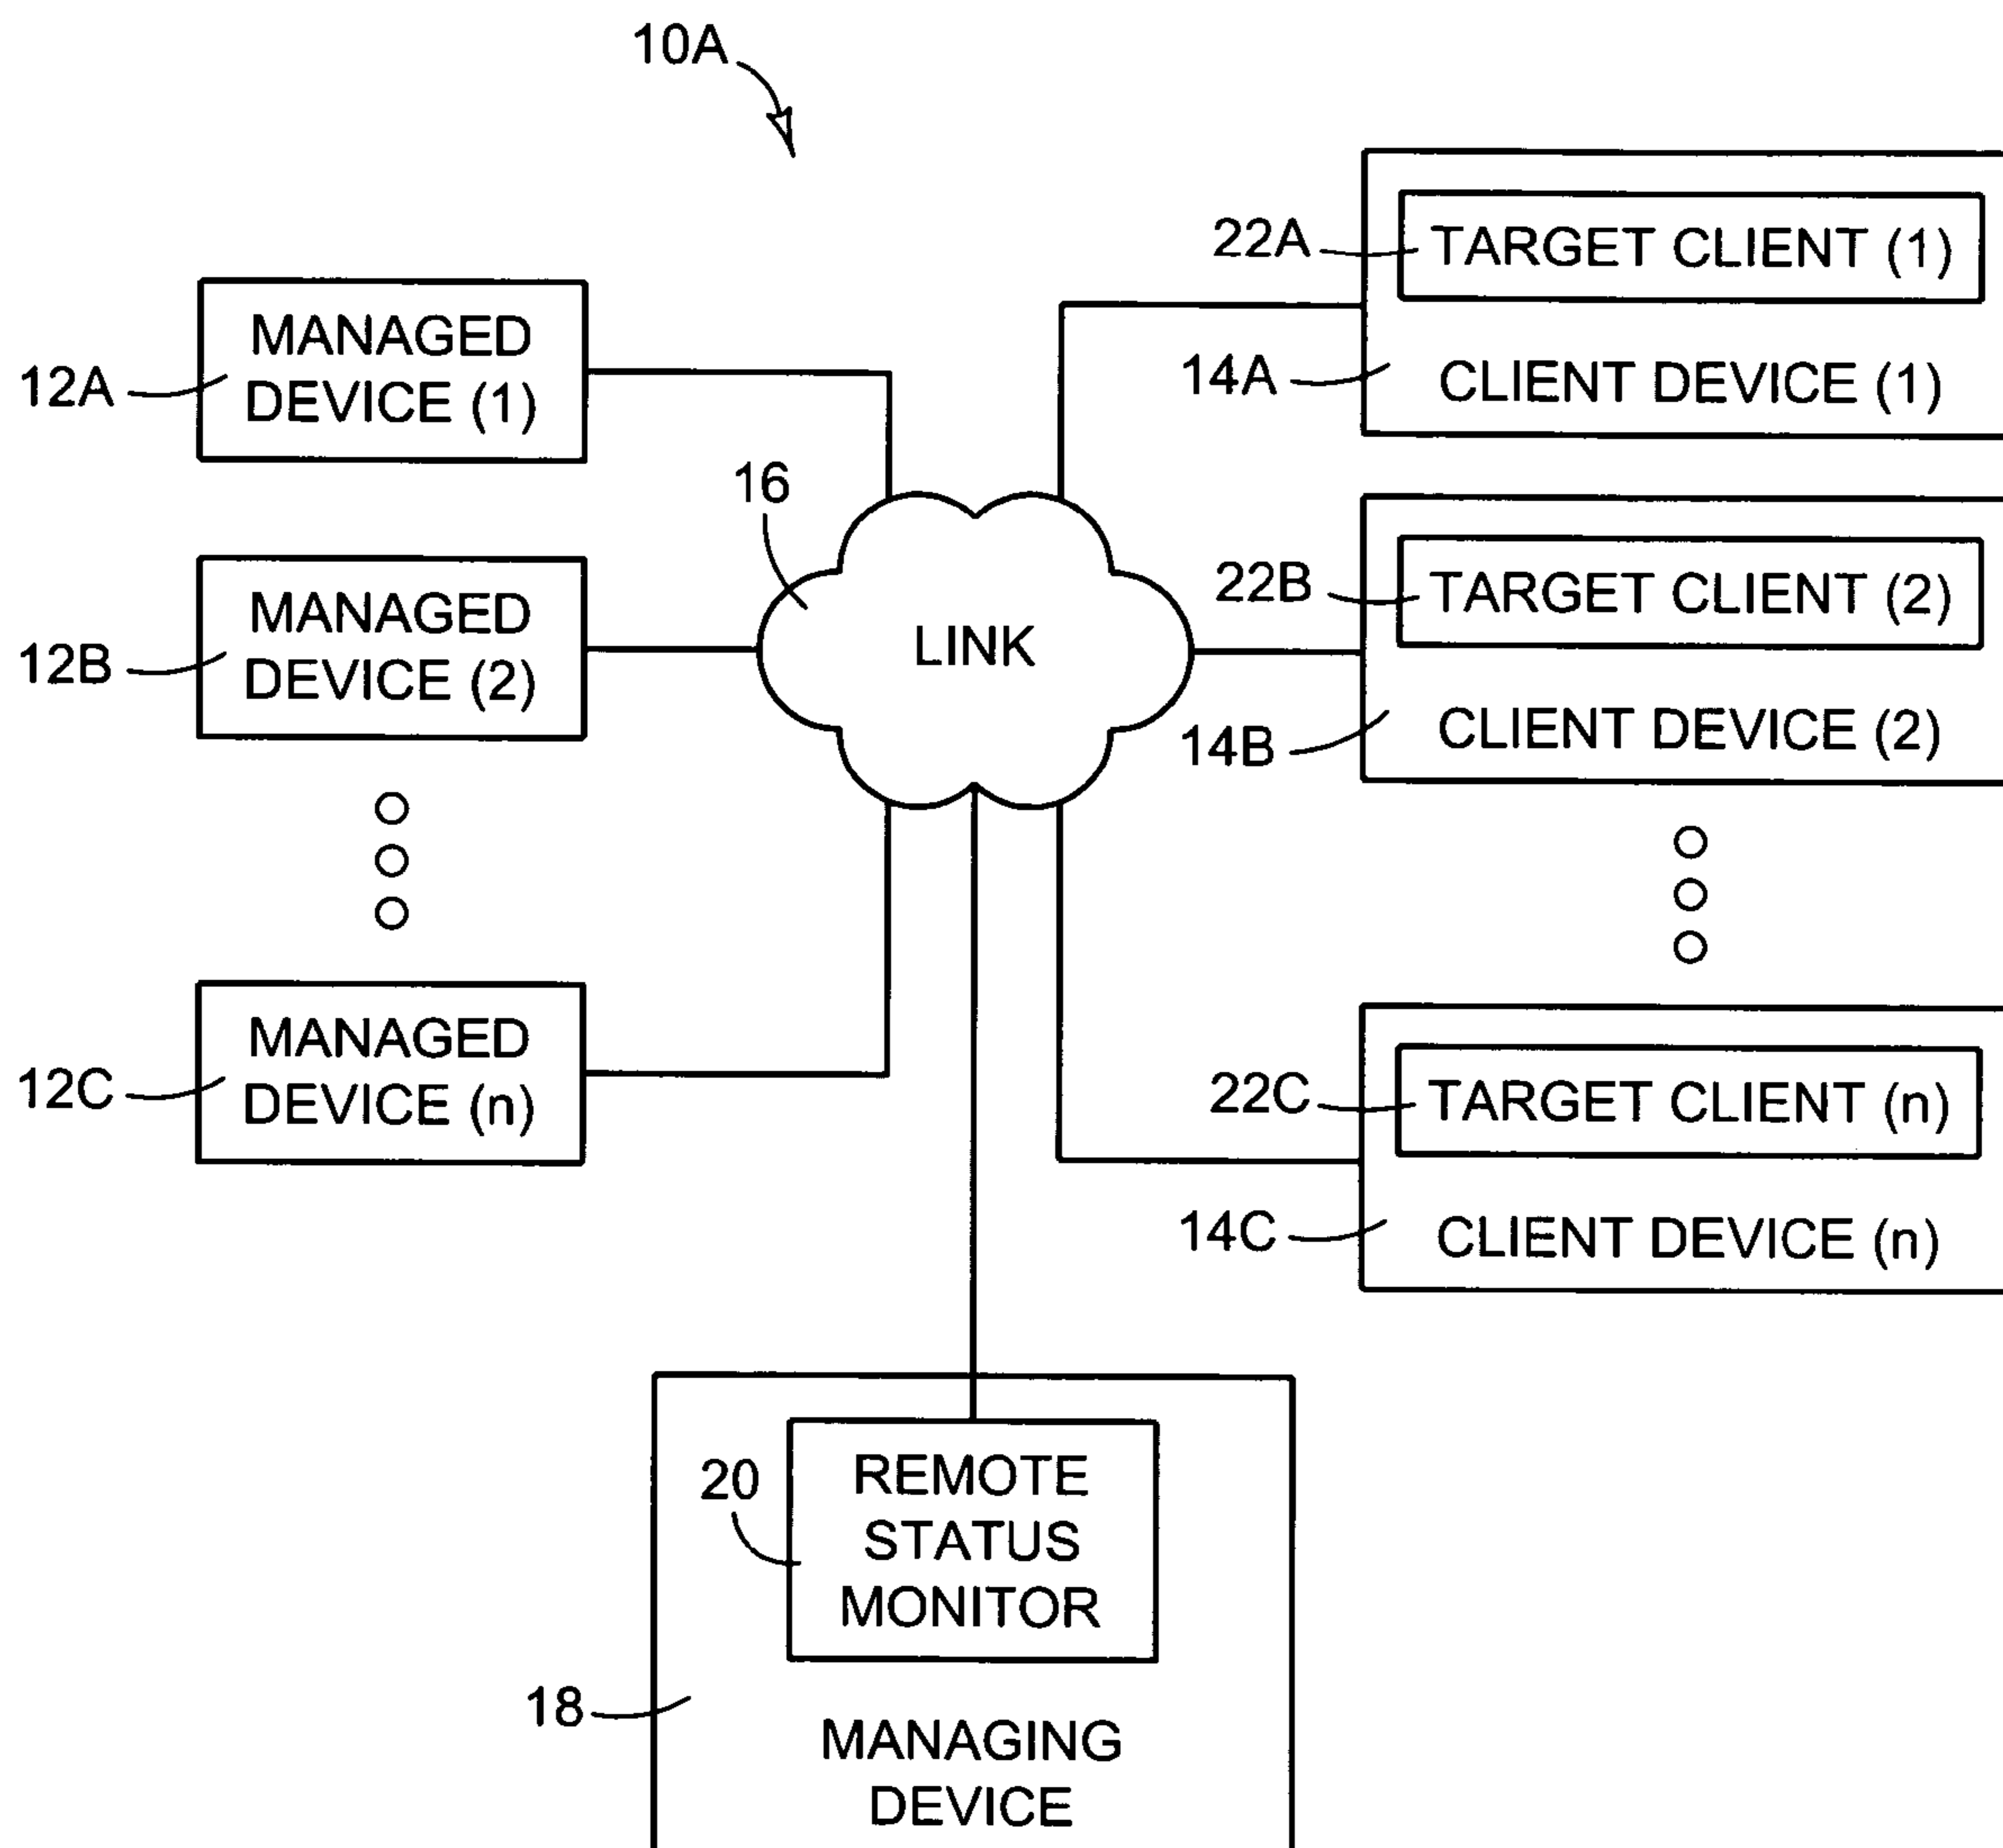 10A
12A
MANAGED
DEVICE (1)
12B
MANAGED
DEVICE (2)
12C
MANAGED
DEVICE (n)
16
LINK
22A
TARGET CLIENT (1)
14A
CLIENT DEVICE (1)
22B
TARGET CLIENT (2)
14B
CLIENT DEVICE (2)
22C
TARGET CLIENT (n)
14C
CLIENT DEVICE (n)
20
REMOTE
STATUS
MONITOR
18
MANAGING
DEVICE